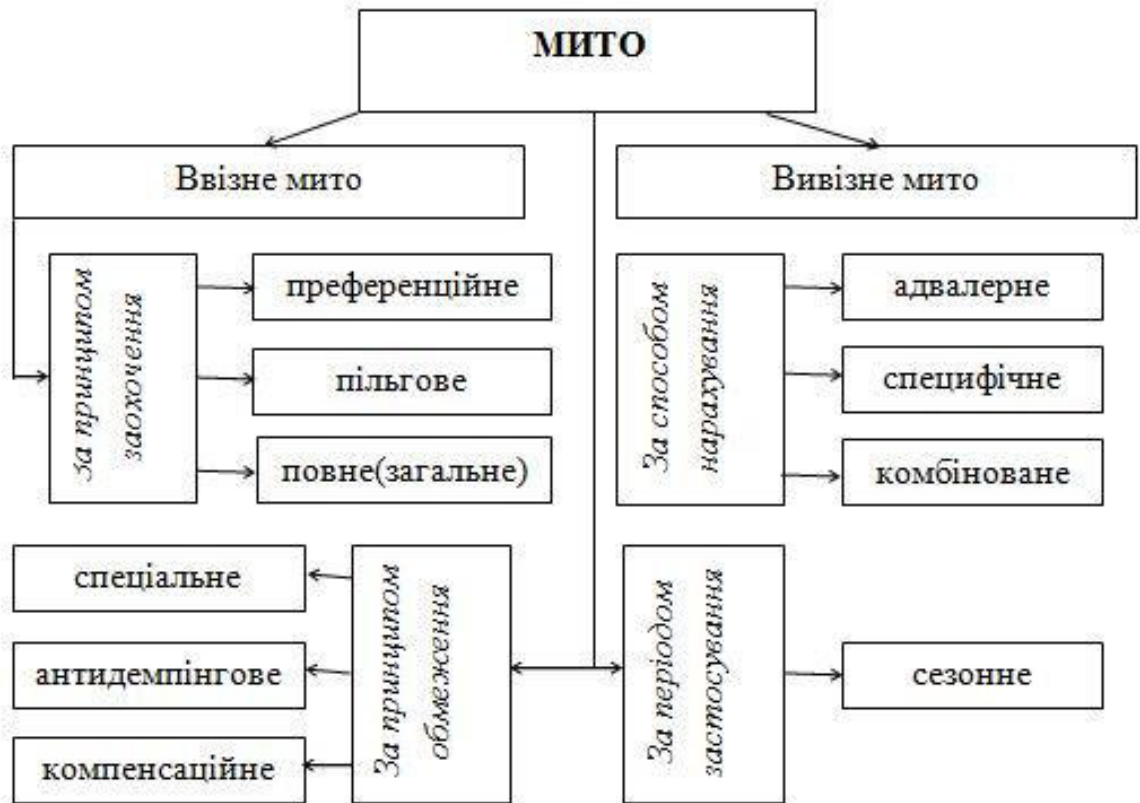 МИТО
Ввізне мито
Вивізне мито
За принципом
заохочення
преференційне
пільгове
повне(загальне)
За способом
нарахування
адвалерне
специфічне
комбіноване
спеціальне
антидемпінгове
компенсаційне
За принципом
обмеження
За періодом
застосування
сезонне